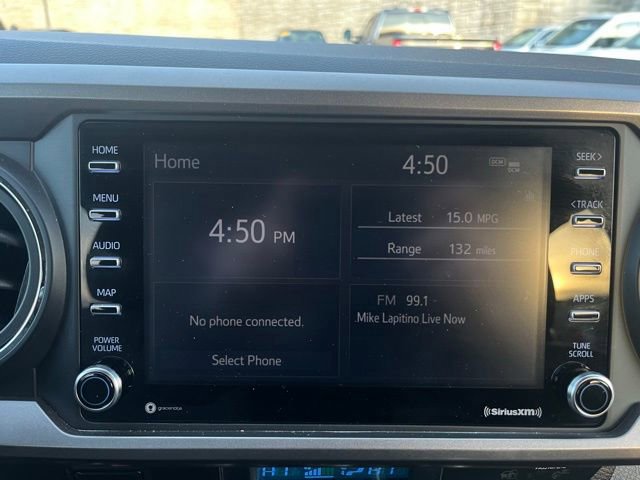 HOME
MENU
AUDIO
MAP
POWER
VOLUME
Home
4:50
DCM
DCM
4:50 PM
Latest 15.0 MPG
Range 132 miles
No phone connected.
Select Phone
FM 99.1
.Mike Lapitino Live Now
SEEK>
<TRACK
PHONE
APPS
TUNE
SCROLL
gracenote
((SiriusXM))